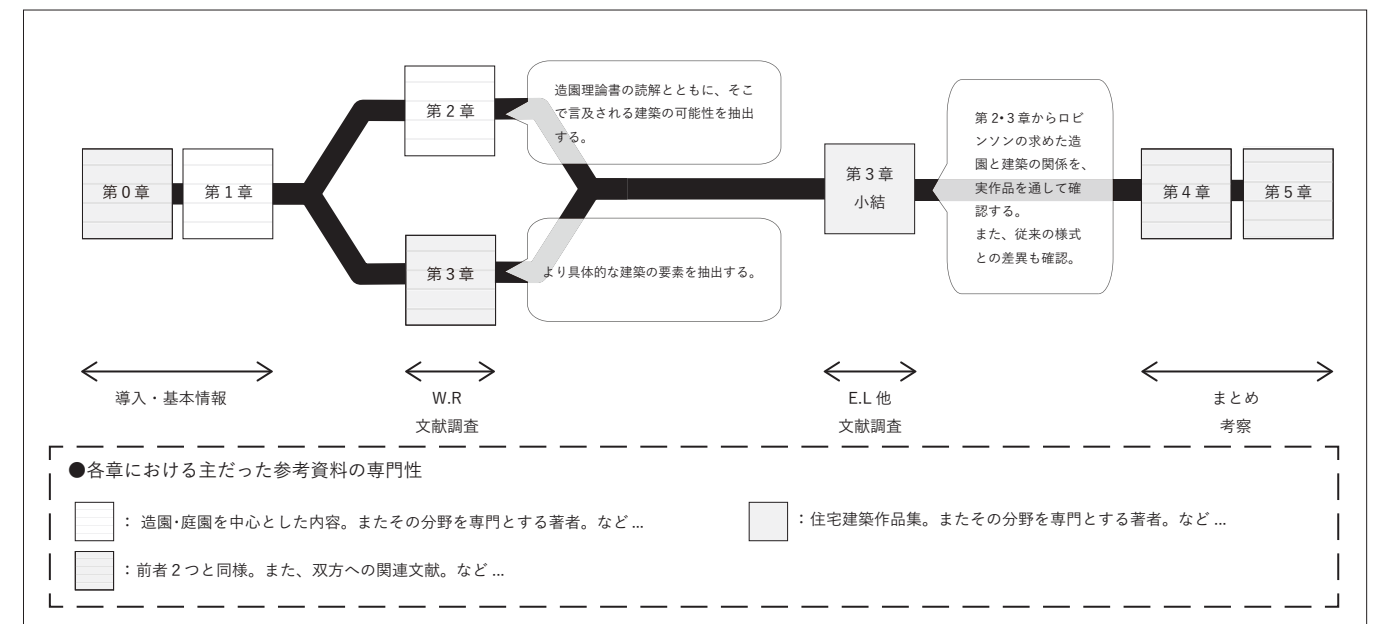 第2章
造園理論書の読解とともに、そこ
で言及される建築の可能性を抽出
する。
第0章
第1章
第3章
小結
第2・3章からロビ
ンソンの求めた造
園と建築の関係を、
実作品を通して確
認する。
また、従来の様式
との差異も確認。
第4章
第5章
第3章
より具体的な建築の要素を抽出する。
導入・基本情報
W.R
文献調査
E.L 他
文献調査
まとめ
考察
●各章における主だった参考資料の専門性
： 造園・庭園を中心とした内容。またその分野を専門とする著者。など ...
：住宅建築作品集。またその分野を専門とする著者。など ...
：前者2つと同様。また、双方への関連文献。など ...